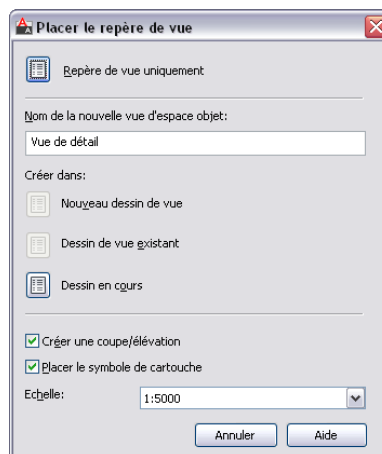 Placer le repère de vue
Repère de vue uniquement
Nom de la nouvelle vue d'espace objet:
Vue de détail
Créer dans:
Nouveau dessin de vue
Dessin de vue existant
Dessin en cours
Créer une coupe/élévation
Placer le symbole de cartouche
Echelle: 1:5000
Annuler Aide